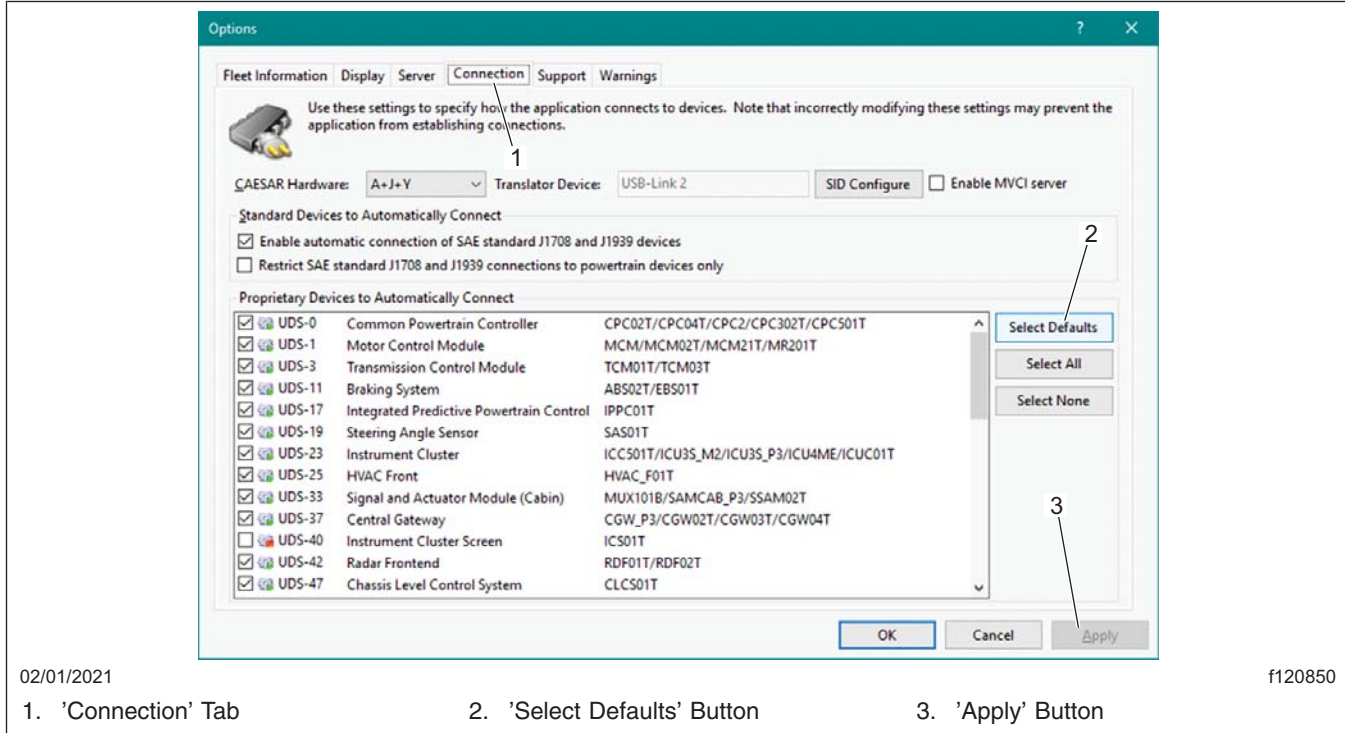 Options
?
×
Fleet Information Display Server Connection Support Warnings
Use these settings to specify how the application connects to devices. Note that incorrectly modifying these settings may prevent the
application from establishing connections.
1
CAESAR Hardware: A+J+Y Translator Device: USB-Link 2 SID Configure Enable MVCI server
Standard Devices to Automatically Connect
2
Enable automatic connection of SAE standard J1708 and J1939 devices
Restrict SAE standard J1708 and J1939 connections to powertrain devices only
Proprietary Devices to Automatically Connect
UDS-0 Common Powertrain Controller CPC02T/CPC04T/CPC2/CPC302T/CPC501T
Select Defaults
UDS-1 Motor Control Module MCM/MCM02T/MCM21T/MR201T
UDS-3 Transmission Control Module TCM01T/TCM03T
Select All
UDS-11 Braking System ABS02T/EBS01T
UDS-17 Integrated Predictive Powertrain Control IPPC01T
Select None
UDS-19 Steering Angle Sensor SAS01T
UDS-23 Instrument Cluster ICC501T/ICU3S_M2/ICU3S_P3/ICU4ME/ICUC01T
UDS-25 HVAC Front HVAC_F01T
UDS-33 Signal and Actuator Module (Cabin) MUX101B/SAMCAB_P3/SSAM02T
3
UDS-37 Central Gateway CGW_P3/CGW02T/CGW03T/CGW04T
UDS-40 Instrument Cluster Screen ICS01T
UDS-42 Radar Frontend RDF01T/RDF02T
UDS-47 Chassis Level Control System CLCS01T
OK Cancel Apply
02/01/2021 f120850
1. ’Connection’ Tab 2. ’Select Defaults’ Button 3. ’Apply’ Button